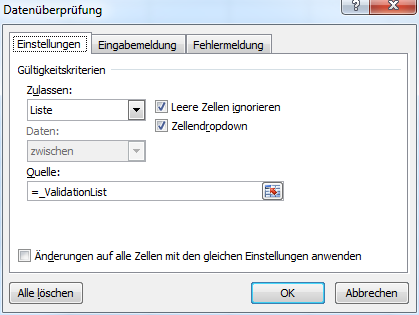 Datenüberprüfung
Einstellungen Eingabemeldung Fehlermeldung
Gültigkeitskriterien
Zulassen:
Liste Leere Zellen ignorieren
Daten: Zellendropdown
zwischen
Quelle:
=_ValidationList
Änderungen auf alle Zellen mit den gleichen Einstellungen anwenden
Alle löschen OK Abbrechen